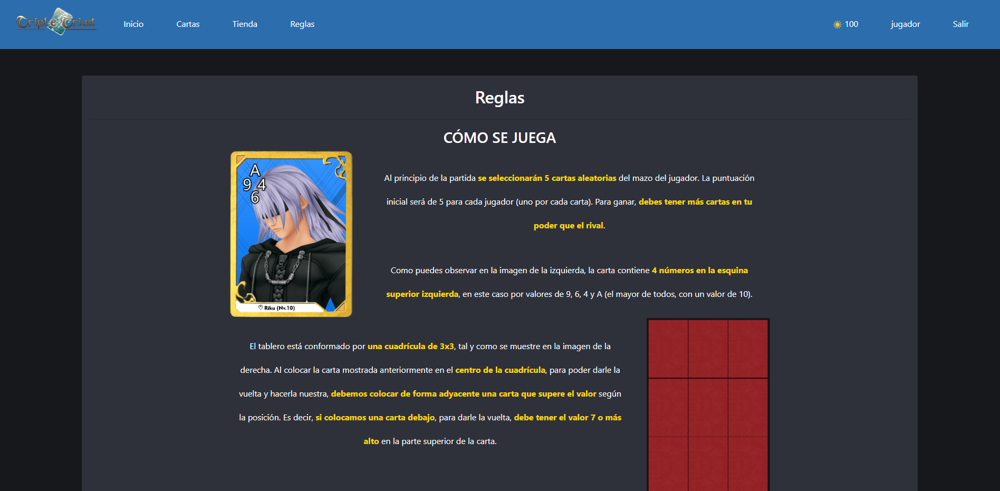 Triple Triad
Inicio
Cartas
Tienda
Reglas
100
jugador
Salir
Reglas
CÓMO SE JUEGA
A
9 4
6
Riku (Nv.10)
Al principio de la partida se seleccionarán 5 cartas aleatorias del mazo del jugador. La puntuación
inicial será de 5 para cada jugador (uno por cada carta). Para ganar, debes tener más cartas en tu
poder que el rival.
Como puedes observar en la imagen de la izquierda, la carta contiene 4 números en la esquina
superior izquierda, en este caso por valores de 9, 6, 4 y A (el mayor de todos, con un valor de 10).
El tablero está conformado por una cuadrícula de 3x3, tal y como se muestre en la imagen de la
derecha. Al colocar la carta mostrada anteriormente en el centro de la cuadrícula, para poder darle la
vuelta y hacerla nuestra, debemos colocar de forma adyacente una carta que supere el valor según
la posición. Es decir, si colocamos una carta debajo, para darle la vuelta, debe tener el valor 7 o más
alto en la parte superior de la carta.